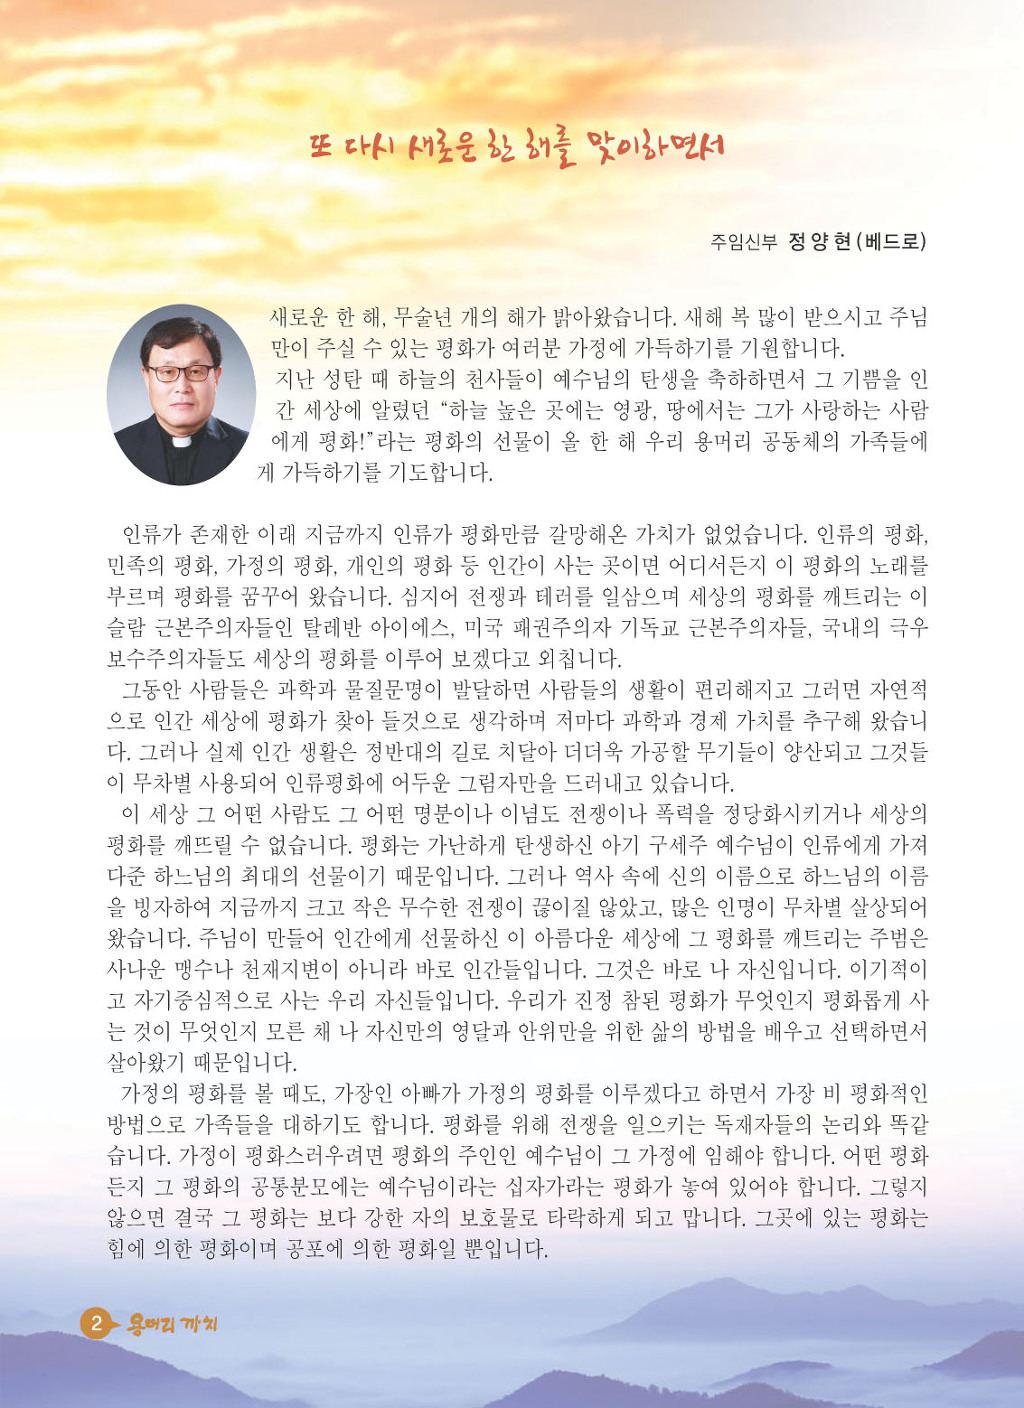 또 다시 새로운 한 해를 맞이하면서
주임신부 정양현(베드로)
새로운 한 해, 무술년 개의 해가 밝아왔습니다. 새해 복 많이 받으시고 주님
만이 주실 수 있는 평화가 여러분 가정에 가득하기를 기원합니다.
지난 성탄 때 하늘의 천사들이 예수님의 탄생을 축하하면서 그 기쁨을 인
간 세상에 알렸던 “하늘 높은 곳에는 영광, 땅에서는 그가 사랑하는 사람
에게 평화!”라는 평화의 선물이 올 한 해 우리 용머리 공동체의 가족들에
게 가득하기를 기도합니다.
인류가 존재한 이래 지금까지 인류가 평화만큼 갈망해온 가치가 없었습니다. 인류의 평화,
민족의 평화, 가정의 평화, 개인의 평화 등 인간이 사는 곳이면 어디서든지 이 평화의 노래를
부르며 평화를 꿈꾸어 왔습니다. 심지어 전쟁과 테러를 일삼으며 세상의 평화를 깨트리는 이
슬람 근본주의자들인 탈레반 아이에스, 미국 패권주의자 기독교 근본주의자들, 국내의 극우
보수주의자들도 세상의 평화를 이루어 보겠다고 외칩니다.
그동안 사람들은 과학과 물질문명이 발달하면 사람들의 생활이 편리해지고 그러면 자연적
으로 인간 세상에 평화가 찾아 들것으로 생각하며 저마다 과학과 경제 가치를 추구해 왔습니
다. 그러나 실제 인간 생활은 정반대의 길로 치달아 더더욱 가공할 무기들이 양산되고 그것들
이 무차별 사용되어 인류평화에 어두운 그림자만을 드러내고 있습니다.
이 세상 그 어떤 사람도 그 어떤 명분이나 이념도 전쟁이나 폭력을 정당화시키거나 세상의
평화를 깨뜨릴 수 없습니다. 평화는 가난하게 탄생하신 아기 구세주 예수님이 인류에게 가져
다준 하느님의 최대의 선물이기 때문입니다. 그러나 역사 속에 신의 이름으로 하느님의 이름
을 빙자하여 지금까지 크고 작은 무수한 전쟁이 끊이질 않았고, 많은 인명이 무차별 살상되어
왔습니다. 주님이 만들어 인간에게 선물하신 이 아름다운 세상에 그 평화를 깨트리는 주범은
사나운 맹수나 천재지변이 아니라 바로 인간들입니다. 그것은 바로 나 자신입니다. 이기적이
고 자기중심적으로 사는 우리 자신들입니다. 우리가 진정 참된 평화가 무엇인지 평화롭게 사
는 것이 무엇인지 모른 채 나 자신만의 영달과 안위만을 위한 삶의 방법을 배우고 선택하면서
살아왔기 때문입니다.
가정의 평화를 볼 때도, 가장인 아빠가 가정의 평화를 이루겠다고 하면서 가장 비 평화적인
방법으로 가족들을 대하기도 합니다. 평화를 위해 전쟁을 일으키는 독재자들의 논리와 똑같
습니다. 가정이 평화스러우려면 평화의 주인인 예수님이 그 가정에 임해야 합니다. 어떤 평화
든지 그 평화의 공통분모에는 예수님이라는 십자가라는 평화가 놓여 있어야 합니다. 그렇지
않으면 결국 그 평화는 보다 강한 자의 보호물로 타락하게 되고 맙니다. 그곳에 있는 평화는
힘에 의한 평화이며 공포에 의한 평화일 뿐입니다.
2 용머리 까치